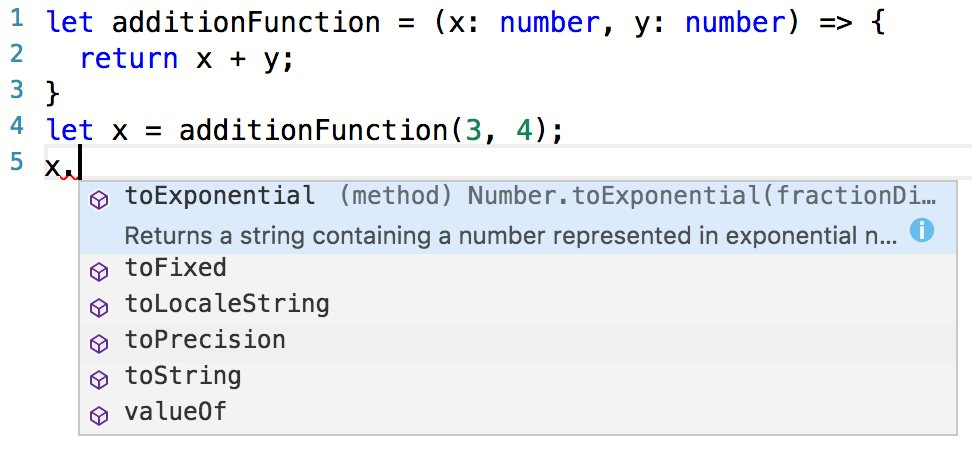 1 let additionFunction = (x: number, y: number) => {
2   return x + y;
3 }
4 let x = additionFunction(3, 4);
5 x.
toExponential (method) Number.toExponential(fractionDi…
Returns a string containing a number represented in exponential n…
toFixed
toLocaleString
toPrecision
toString
valueOf